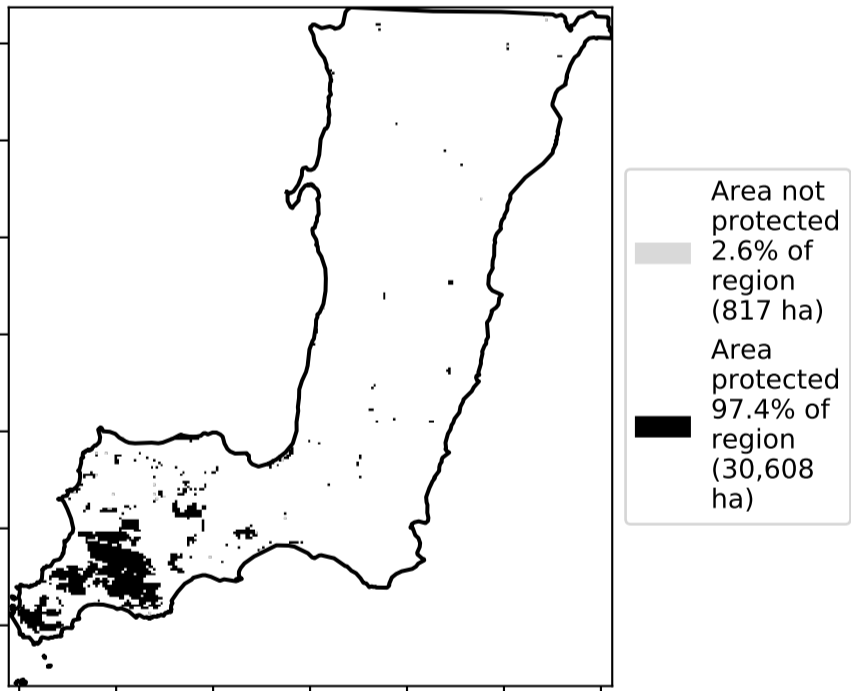 Area not
protected
2.6% of
region
(817 ha)
Area
protected
97.4% of
region
(30,608
ha)